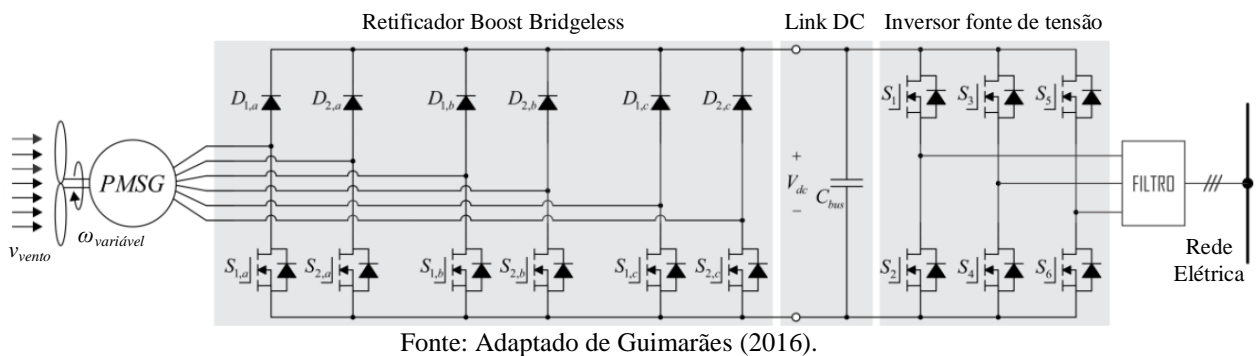 Retificador Boost Bridgeless Link DC Inversor fonte de tensão
D1,a D2,a D1,b D2,b D1,c D2,c S1 S3 S5
PMSG
+
Vdc
−
Cbus
FILTRO
vvento
ωvariável
S1,a S2,a S1,b S2,b S1,c S2,c S2 S4 S6
Rede
Elétrica
Fonte: Adaptado de Guimarães (2016).